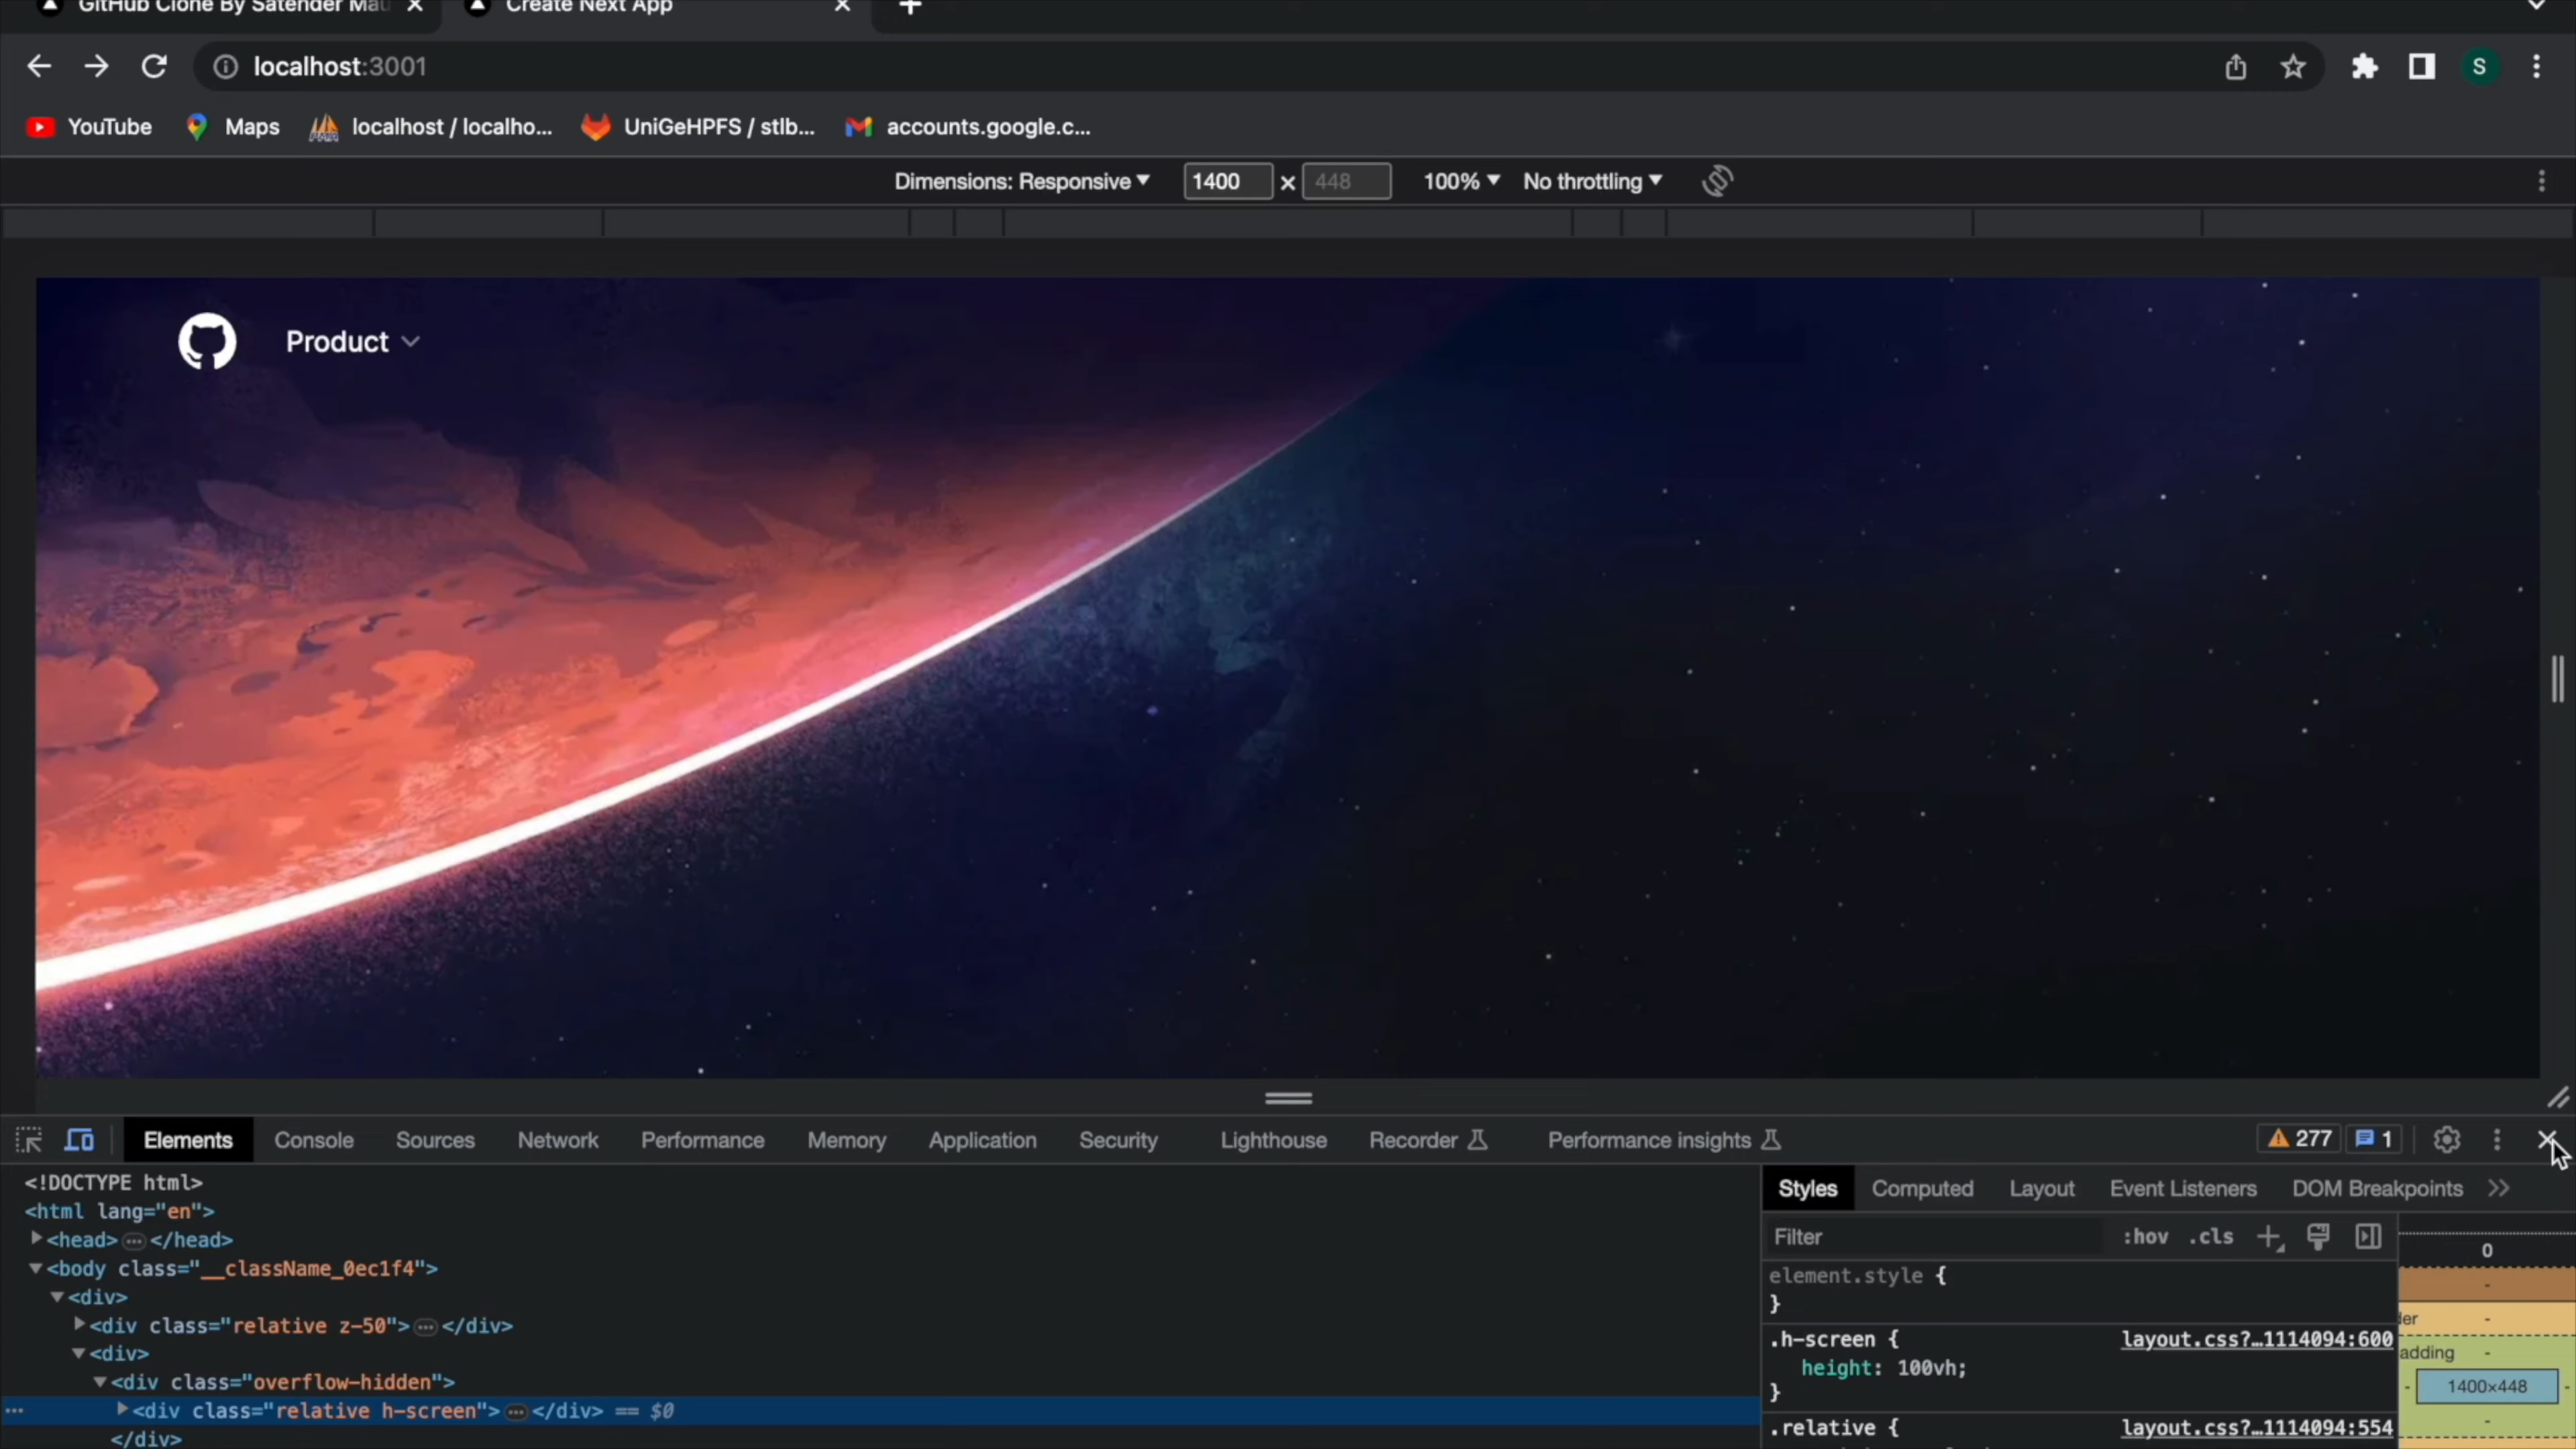 GitHub Clone By Satender Mau
Create Next App
localhost:3001
S
YouTube
Maps
localhost / localho...
UniGeHPFS / stlb...
accounts.google.c...
Dimensions: Responsive
1400 × 448
100%
No throttling
Product
Elements
Console
Sources
Network
Performance
Memory
Application
Security
Lighthouse
Recorder
Performance insights
277
1
<!DOCTYPE html>
<html lang="en">
<head>…</head>
<body class="__className_0ec1f4">
<div>
<div class="relative z-50">…</div>
<div>
<div class="overflow-hidden">
<div class="relative h-screen">…</div> == $0
</div>
Styles
Computed
Layout
Event Listeners
DOM Breakpoints
Filter
:hov .cls
element.style {
}
.h-screen { layout.css?…1114094:600
height: 100vh;
}
.relative { layout.css?…1114094:554
0
-
der -
adding -
- 1400×448 -
-